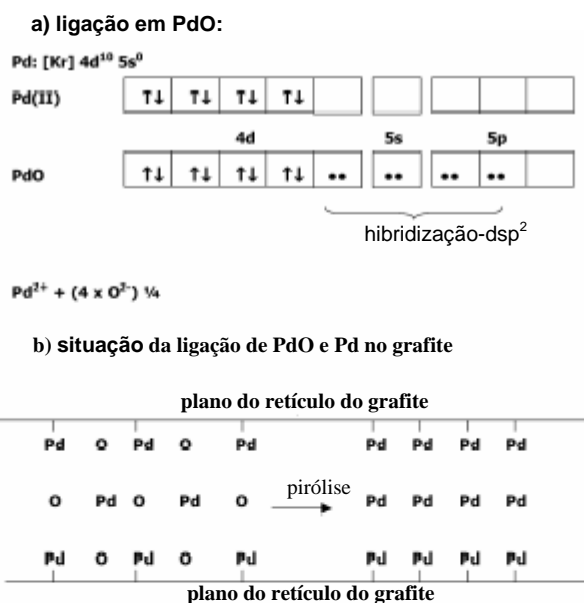 a) ligação em PdO:
Pd: [Kr] 4d¹⁰ 5s⁰
Pd(II) ↑↓ ↑↓ ↑↓ ↑↓
4d 5s 5p
PdO ↑↓ ↑↓ ↑↓ ↑↓ •• •• •• ••
hibridização-dsp²
Pd²⁺ + (4 x O²⁻) ¼
b) situação da ligação de PdO e Pd no grafite
plano do retículo do grafite
Pd O Pd O Pd Pd Pd Pd Pd
O Pd O Pd O pirólise Pd Pd Pd Pd
Pd O Pd O Pd Pd Pd Pd Pd
plano do retículo do grafite